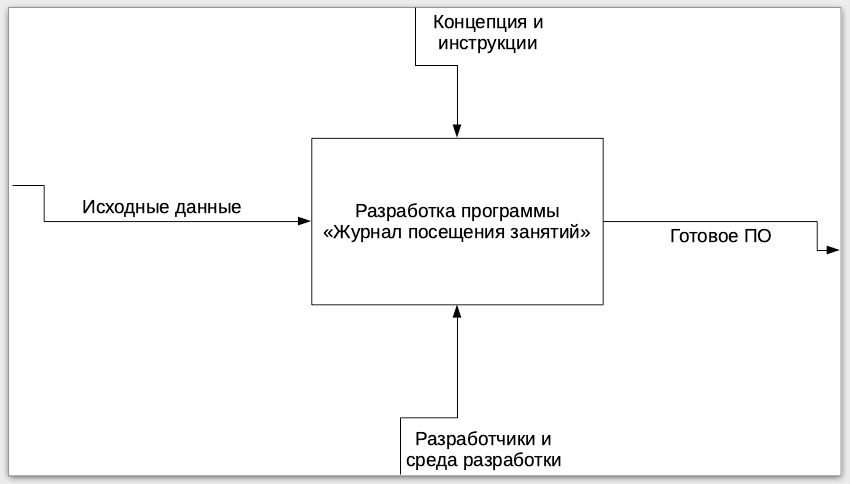 Концепция и
инструкции
Исходные данные
Разработка программы
«Журнал посещения занятий»
Готовое ПО
Разработчики и
среда разработки